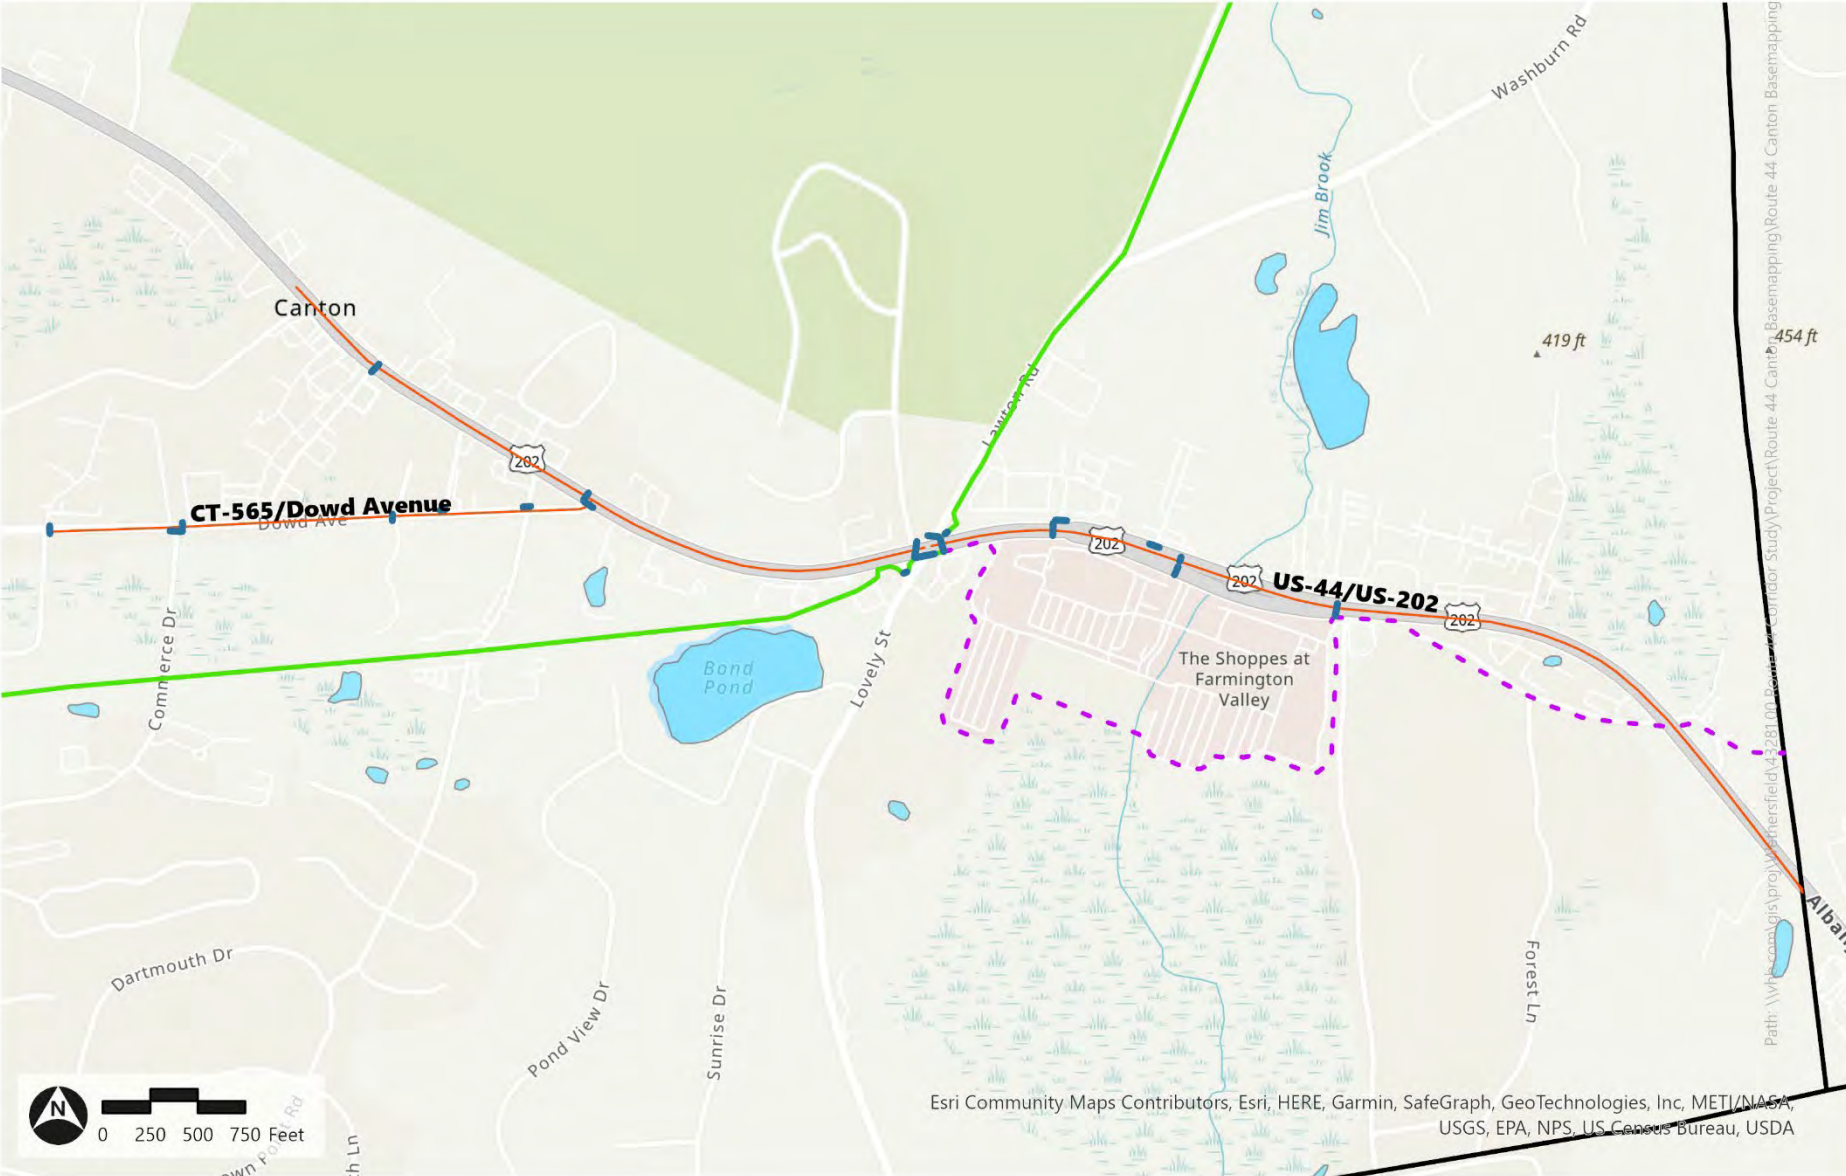 Washburn Rd
Jim Brook
Canton
419 ft
454 ft
Lawton Rd
202
CT-565/Dowd Avenue
Dowd Ave
202
202
US-44/US-202
202
Commerce Dr
Bond
Pond
Lovely St
The Shoppes at
Farmington
Valley
Dartmouth Dr
Pond View Dr
Sunrise Dr
Forest Ln
Alban
N
0 250 500 750 Feet
Rd
h Ln
Esri Community Maps Contributors, Esri, HERE, Garmin, SafeGraph, GeoTechnologies, Inc, METI/NASA,
USGS, EPA, NPS, US Census Bureau, USDA